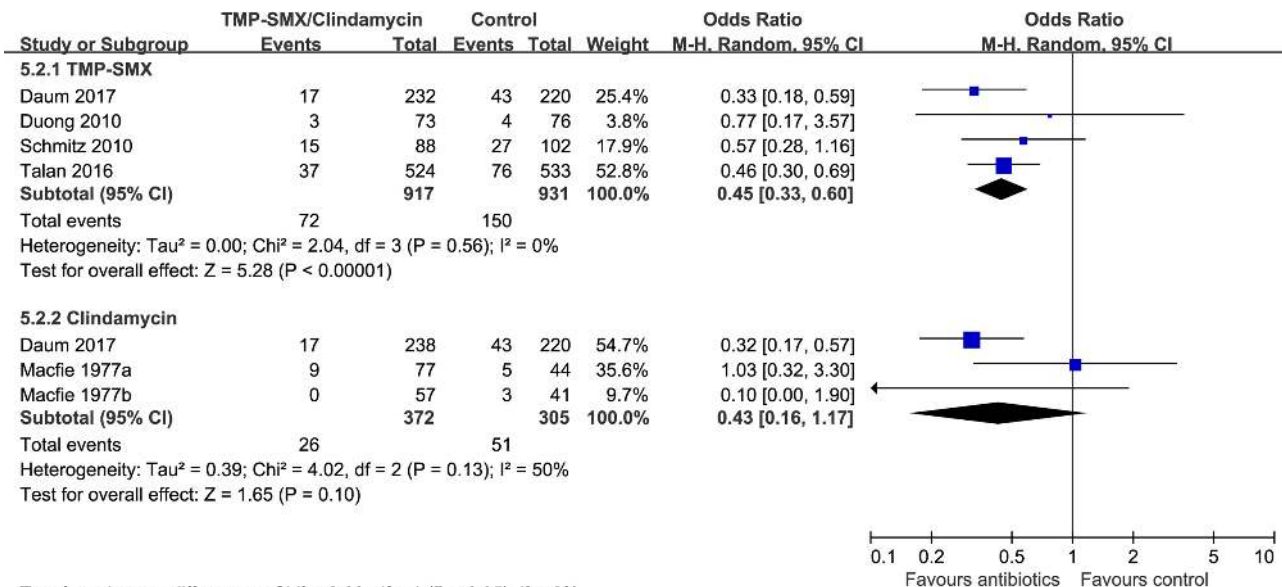 TMP-SMX/Clindamycin Control Odds Ratio Odds Ratio
Study or Subgroup Events Total Events Total Weight M-H, Random, 95% CI M-H, Random, 95% CI
5.2.1 TMP-SMX
Daum 2017 17 232 43 220 25.4% 0.33 [0.18, 0.59]
Duong 2010 3 73 4 76 3.8% 0.77 [0.17, 3.57]
Schmitz 2010 15 88 27 102 17.9% 0.57 [0.28, 1.16]
Talan 2016 37 524 76 533 52.8% 0.46 [0.30, 0.69]
Subtotal (95% CI) 917 931 100.0% 0.45 [0.33, 0.60]
Total events 72 150
Heterogeneity: Tau² = 0.00; Chi² = 2.04, df = 3 (P = 0.56); I² = 0%
Test for overall effect: Z = 5.28 (P < 0.00001)
5.2.2 Clindamycin
Daum 2017 17 238 43 220 54.7% 0.32 [0.17, 0.57]
Macfie 1977a 9 77 5 44 35.6% 1.03 [0.32, 3.30]
Macfie 1977b 0 57 3 41 9.7% 0.10 [0.00, 1.90]
Subtotal (95% CI) 372 305 100.0% 0.43 [0.16, 1.17]
Total events 26 51
Heterogeneity: Tau² = 0.39; Chi² = 4.02, df = 2 (P = 0.13); I² = 50%
Test for overall effect: Z = 1.65 (P = 0.10)
0.1 0.2 0.5 1 2 5 10
Favours antibiotics Favours control